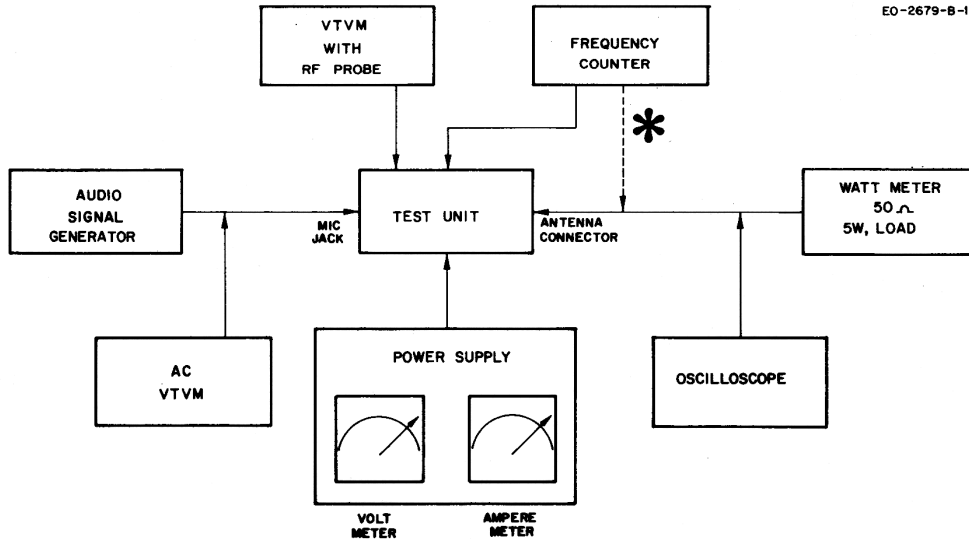 EO-2679-B-1
VTVM
WITH
RF PROBE
FREQUENCY
COUNTER
*
AUDIO
SIGNAL
GENERATOR
MIC
JACK
TEST UNIT
ANTENNA
CONNECTOR
WATT METER
50 Ω
5W, LOAD
AC
VTVM
POWER SUPPLY
OSCILLOSCOPE
VOLT
METER
AMPERE
METER